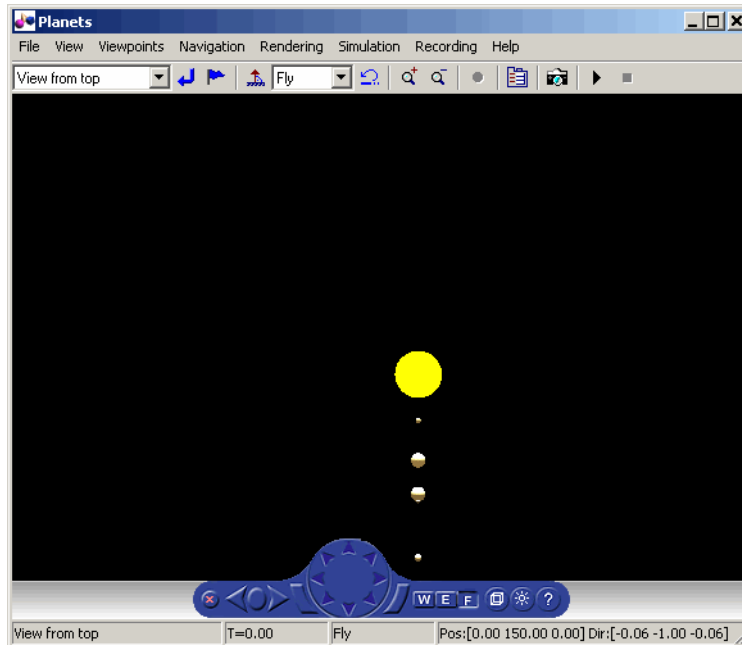 Planets
File View Viewpoints Navigation Rendering Simulation Recording Help
View from top Fly
W E F ?
View from top T=0.00 Fly Pos:[0.00 150.00 0.00] Dir:[-0.06 -1.00 -0.06]